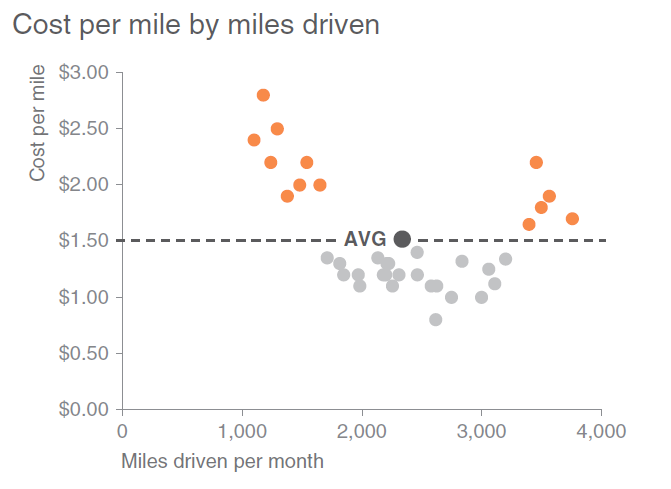 Cost per mile by miles driven
Cost per mile
$3.00
$2.50
$2.00
$1.50
$1.00
$0.50
$0.00
AVG
0 1,000 2,000 3,000 4,000
Miles driven per month